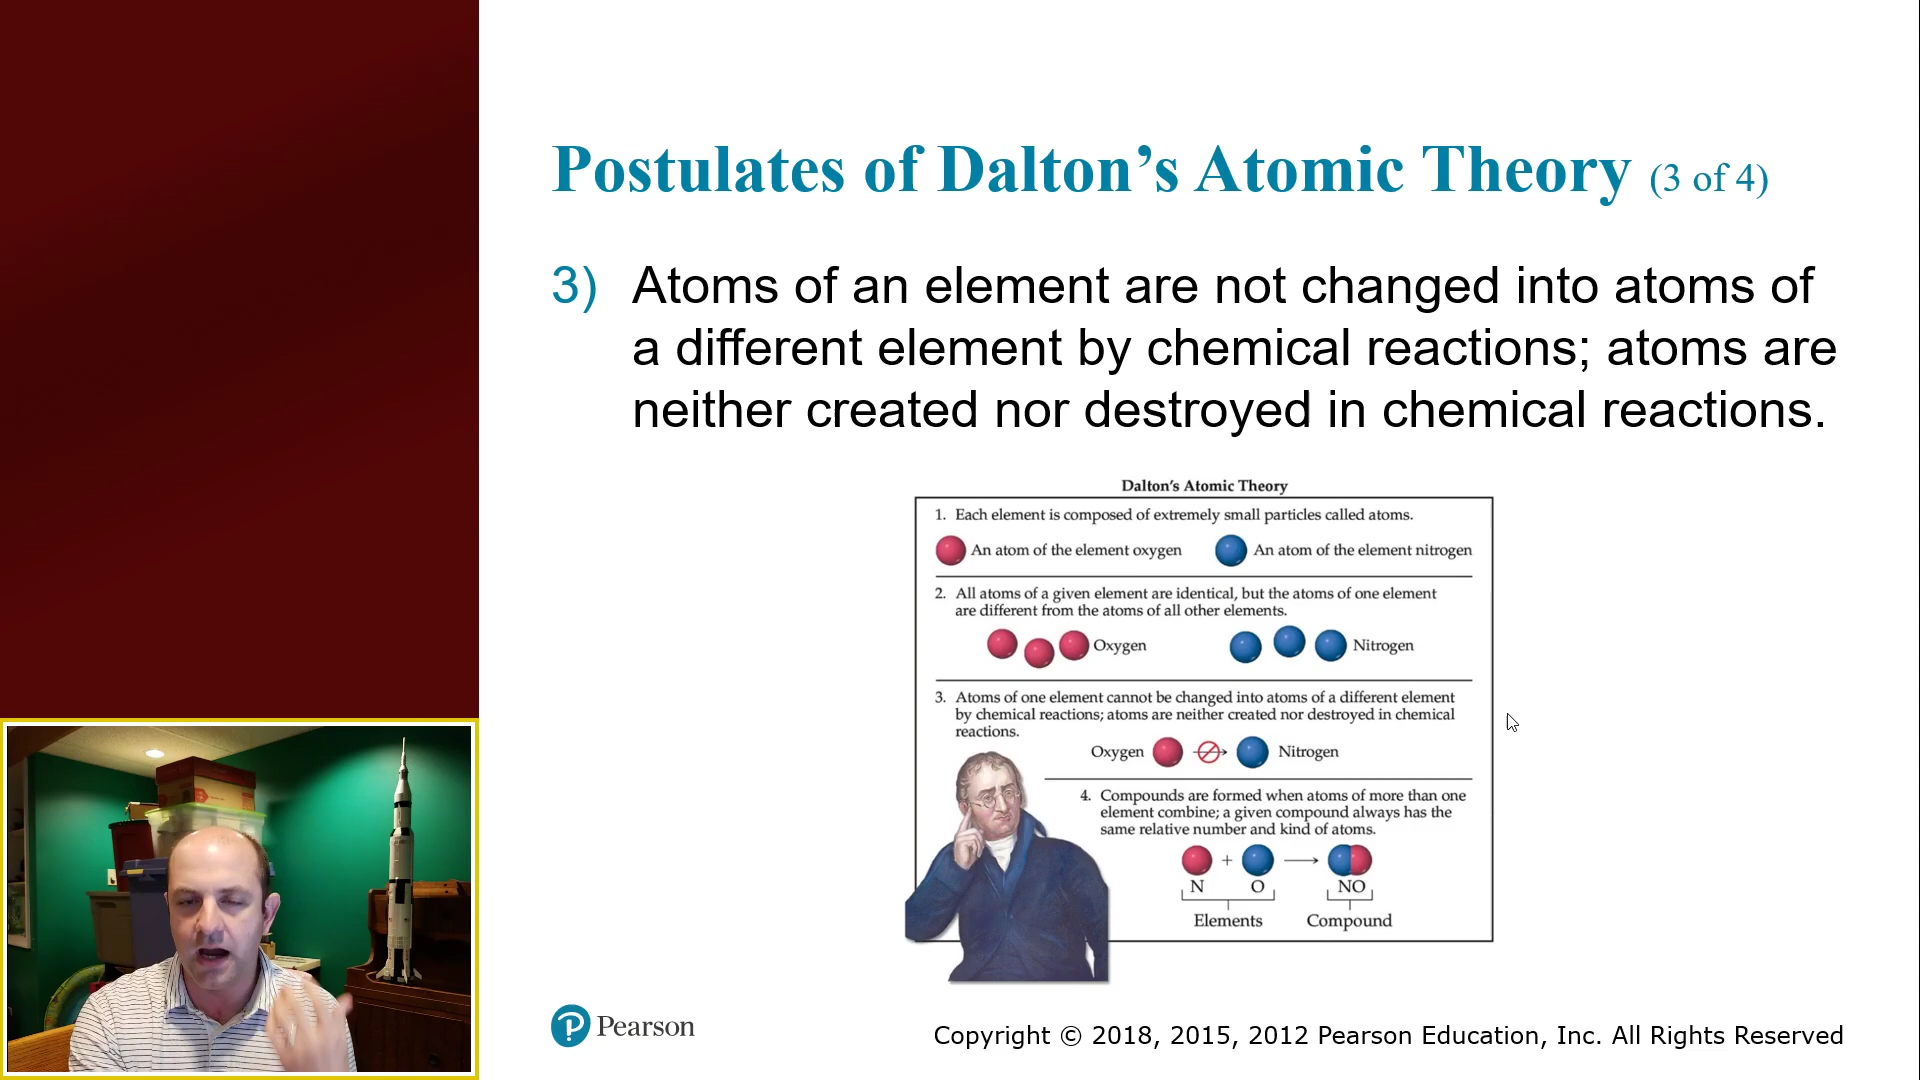 Postulates of Dalton’s Atomic Theory (3 of 4)
3) Atoms of an element are not changed into atoms of
a different element by chemical reactions; atoms are
neither created nor destroyed in chemical reactions.
Dalton’s Atomic Theory
1. Each element is composed of extremely small particles called atoms.
An atom of the element oxygen An atom of the element nitrogen
2. All atoms of a given element are identical, but the atoms of one element
are different from the atoms of all other elements.
Oxygen Nitrogen
3. Atoms of one element cannot be changed into atoms of a different element
by chemical reactions; atoms are neither created nor destroyed in chemical
reactions.
Oxygen Nitrogen
4. Compounds are formed when atoms of more than one
element combine; a given compound always has the
same relative number and kind of atoms.
+
N O NO
Elements Compound
Pearson
Copyright © 2018, 2015, 2012 Pearson Education, Inc. All Rights Reserved